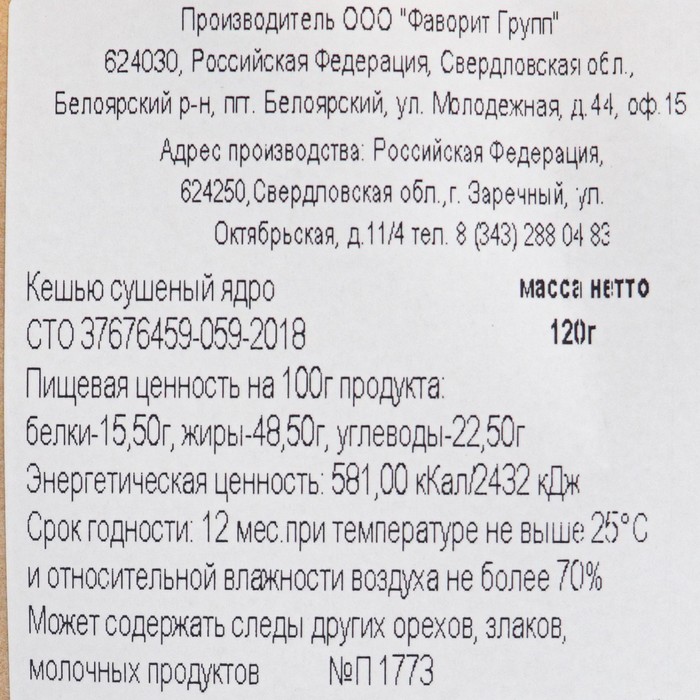 Производитель ООО "Фаворит Групп"
624030, Российская Федерация, Свердловская обл.,
Белоярский р-н, пгт. Белоярский, ул. Молодежная, д.44, оф.15
Адрес производства: Российская Федерация,
624250,Свердловская обл.,г. Заречный, ул.
Октябрьская, д.11/4 тел. 8 (343) 288 04 83
Кешью сушеный ядро
масса нетто
СТО 37676459-059-2018
120г
Пищевая ценность на 100г продукта:
белки-15,50г, жиры-48,50г, углеводы-22,50г
Энергетическая ценность: 581,00 кКал/2432 кДж
Срок годности: 12 мес.при температуре не выше 25°С
и относительной влажности воздуха не более 70%
Может содержать следы других орехов, злаков,
молочных продуктов №П 1773